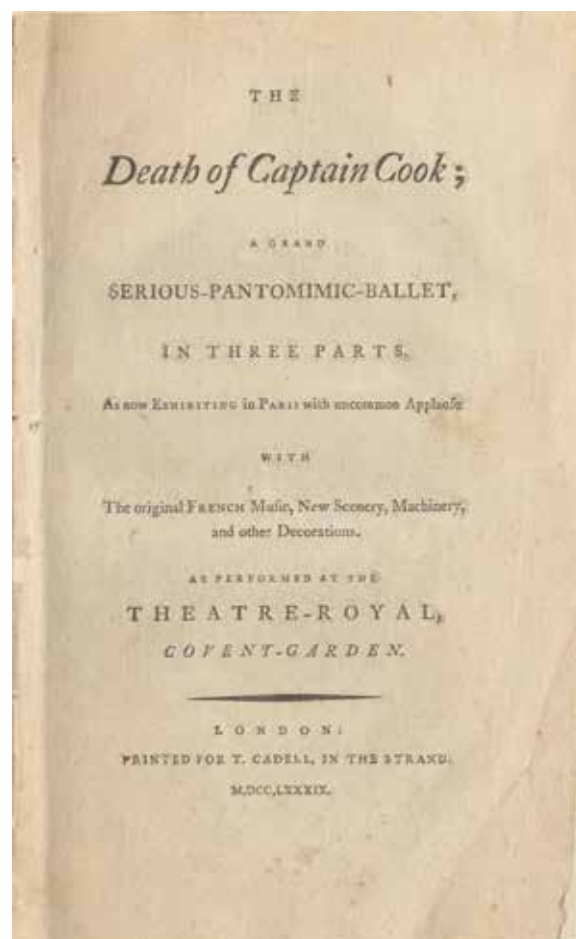 THE
Death of Captain Cook;
A GRAND
SERIOUS-PANTOMIMIC-BALLET,
IN THREE PARTS.
As now EXHIBITING in PARIS with uncommon Applauſe
WITH
The original FRENCH Muſic, New Scenery, Machinery,
and other Decorations.
AS PERFORMED AT THE
THEATRE-ROYAL,
COVENT-GARDEN.
LONDON:
PRINTED FOR T. CADELL, IN THE STRAND.
M,DCC,LXXXIX.